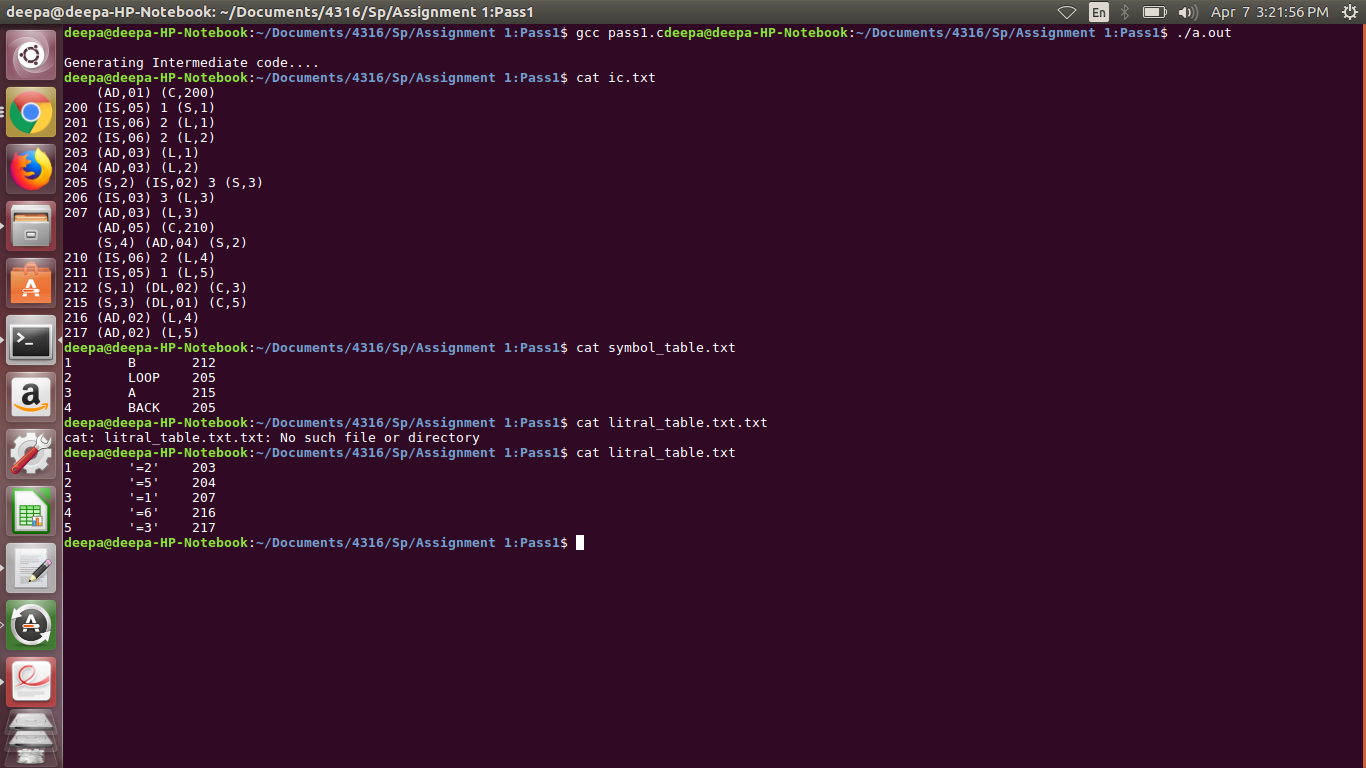 deepa@deepa-HP-Notebook: ~/Documents/4316/Sp/Assignment 1:Pass1
En
Apr 7 3:21:56 PM
deepa@deepa-HP-Notebook:~/Documents/4316/Sp/Assignment 1:Pass1$ gcc pass1.cdeepa@deepa-HP-Notebook:~/Documents/4316/Sp/Assignment 1:Pass1$ ./a.out
Generating Intermediate code....
deepa@deepa-HP-Notebook:~/Documents/4316/Sp/Assignment 1:Pass1$ cat ic.txt
    (AD,01) (C,200)
200 (IS,05) 1 (S,1)
201 (IS,06) 2 (L,1)
202 (IS,06) 2 (L,2)
203 (AD,03) (L,1)
204 (AD,03) (L,2)
205 (S,2) (IS,02) 3 (S,3)
206 (IS,03) 3 (L,3)
207 (AD,03) (L,3)
    (AD,05) (C,210)
    (S,4) (AD,04) (S,2)
210 (IS,06) 2 (L,4)
211 (IS,05) 1 (L,5)
212 (S,1) (DL,02) (C,3)
215 (S,3) (DL,01) (C,5)
216 (AD,02) (L,4)
217 (AD,02) (L,5)
deepa@deepa-HP-Notebook:~/Documents/4316/Sp/Assignment 1:Pass1$ cat symbol_table.txt
1       B       212
2       LOOP    205
3       A       215
4       BACK    205
deepa@deepa-HP-Notebook:~/Documents/4316/Sp/Assignment 1:Pass1$ cat litral_table.txt.txt
cat: litral_table.txt.txt: No such file or directory
deepa@deepa-HP-Notebook:~/Documents/4316/Sp/Assignment 1:Pass1$ cat litral_table.txt
1       '=2'    203
2       '=5'    204
3       '=1'    207
4       '=6'    216
5       '=3'    217
deepa@deepa-HP-Notebook:~/Documents/4316/Sp/Assignment 1:Pass1$